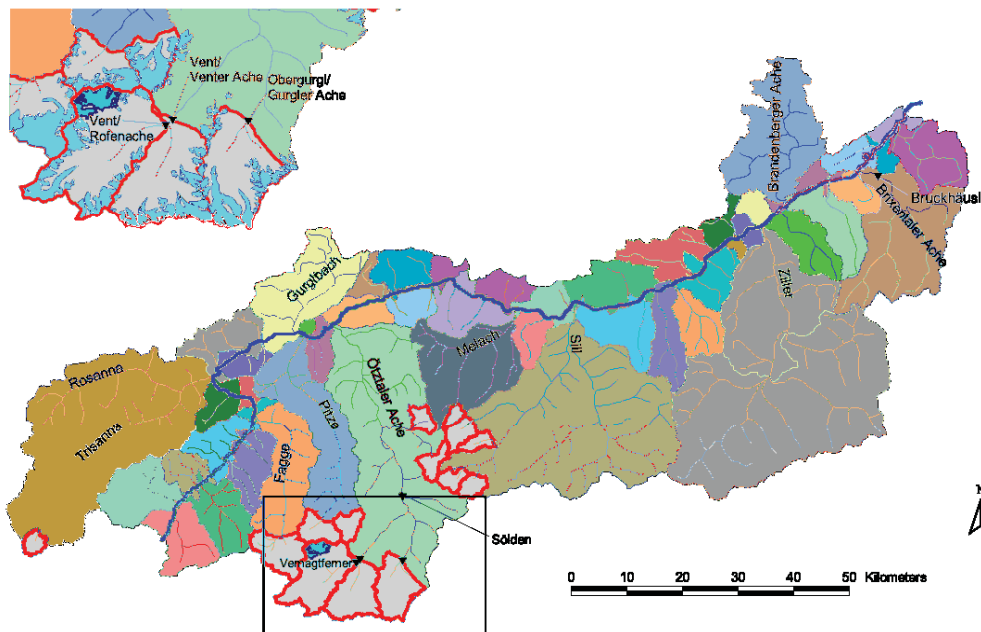 Vent/
Venter Ache
Obergurgl/
Gurgler Ache
Vent/
Rofenache
Brandenberger Ache
Bruckhäusl
Brixentaler Ache
Gurglbach
Ziller
Melach
Sill
Rosanna
Ötztaler Ache
Pitze
Trisanna
Fagge
Sölden
Vernagtferner
N
0 10 20 30 40 50 Kilometers